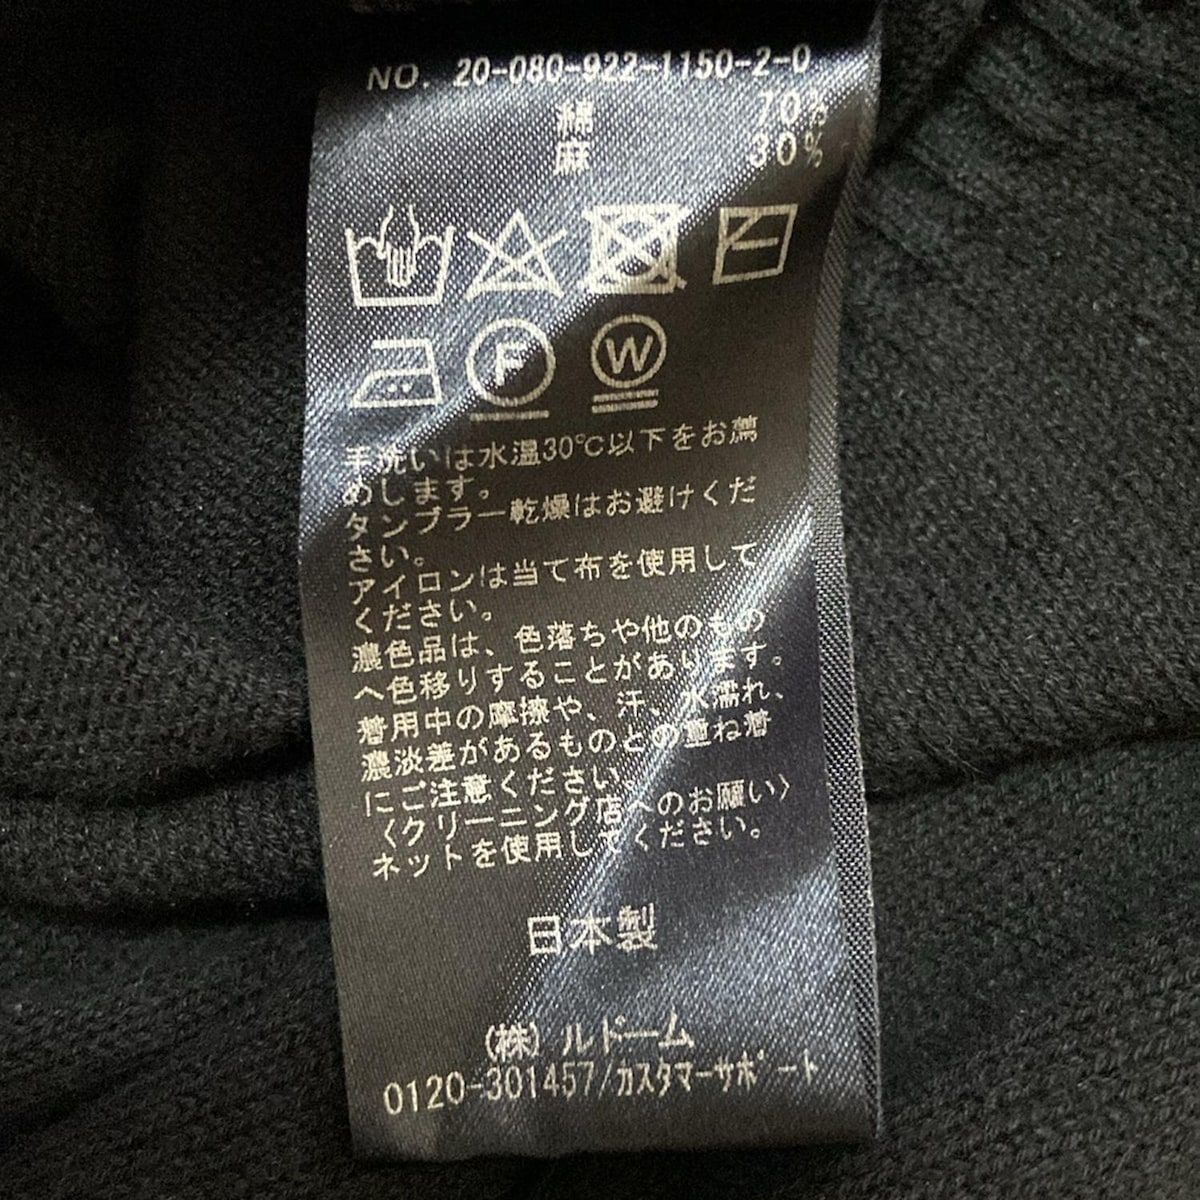 NO. 20-080-922-1150-2-0
綿 70%
麻 30%
F W
手洗いは水温30℃以下をお薦
めします。
タンブラー乾燥はお避けくだ
さい。
アイロンは当て布を使用して
ください。
濃色品は、色落ちや他のもの
へ色移りすることがあります。
着用中の摩擦や、汗、水濡れ、
濃淡差があるものとの重ね着
にご注意ください。
〈クリーニング店へのお願い〉
ネットを使用してください。
日本製
(株)ルドーム
0120-301457/カスタマーサポート